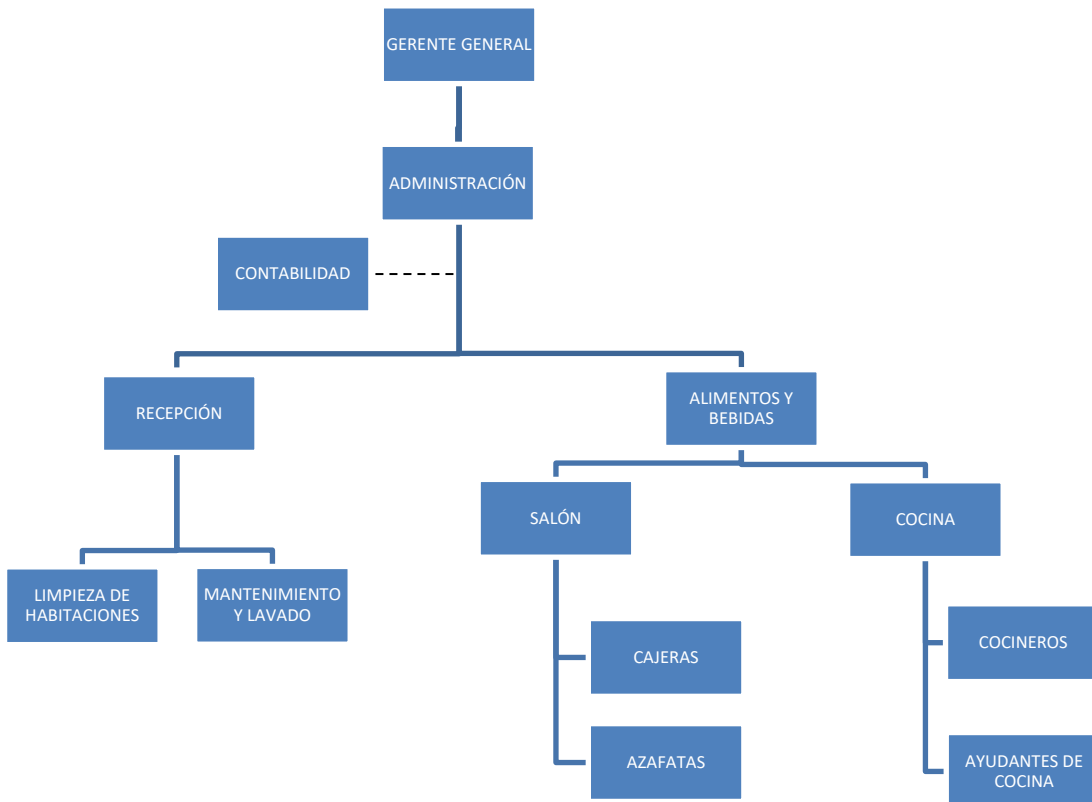 GERENTE GENERAL
ADMINISTRACIÓN
CONTABILIDAD
RECEPCIÓN
ALIMENTOS Y
BEBIDAS
SALÓN
COCINA
LIMPIEZA DE
HABITACIONES
MANTENIMIENTO
Y LAVADO
CAJERAS
COCINEROS
AZAFATAS
AYUDANTES DE
COCINA